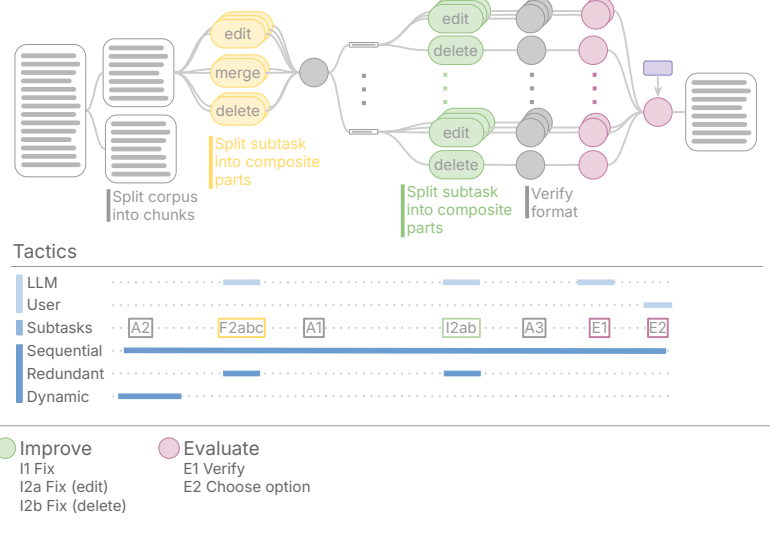 edit
merge
delete
edit
delete
edit
delete
Split corpus
into chunks
Split subtask
into composite
parts
Split subtask
into composite
parts
Verify
format
Tactics
LLM
User
Subtasks A2 F2abc A1 I2ab A3 E1 E2
Sequential
Redundant
Dynamic
Improve
I1 Fix
I2a Fix (edit)
I2b Fix (delete)
Evaluate
E1 Verify
E2 Choose option